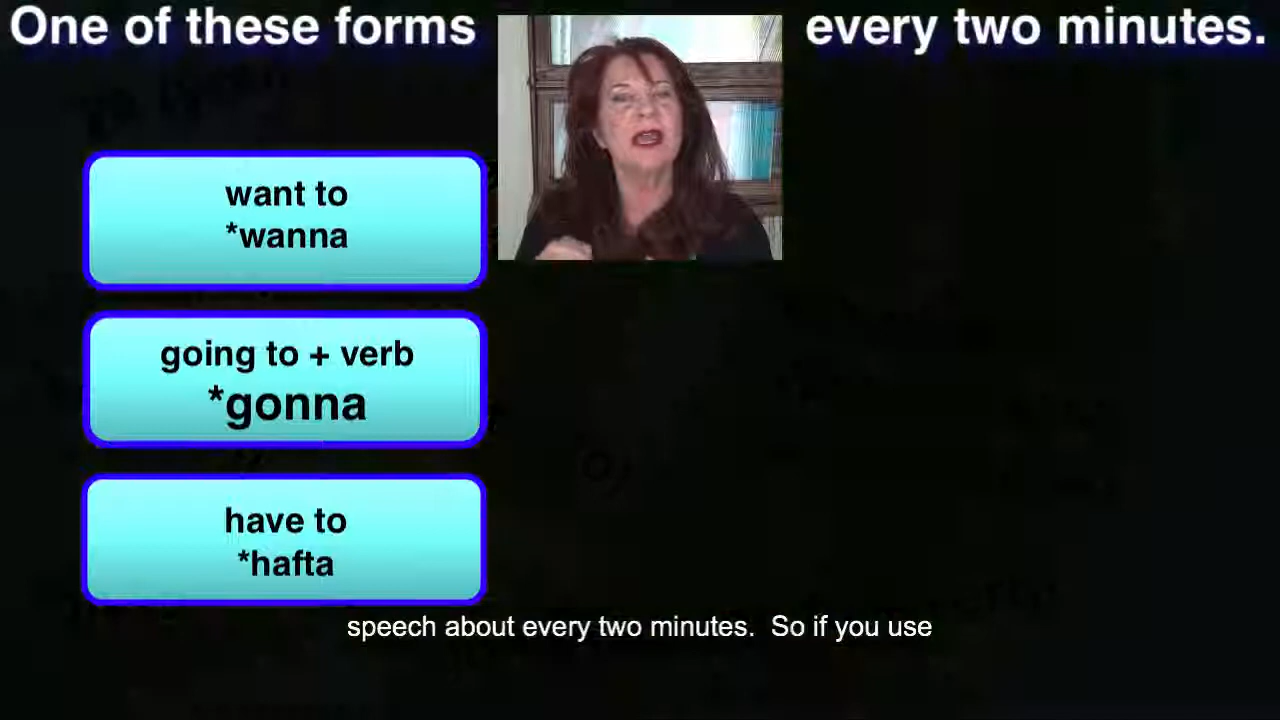 One of these forms every two minutes.
want to
*wanna
going to + verb
*gonna
have to
*hafta
speech about every two minutes.  So if you use